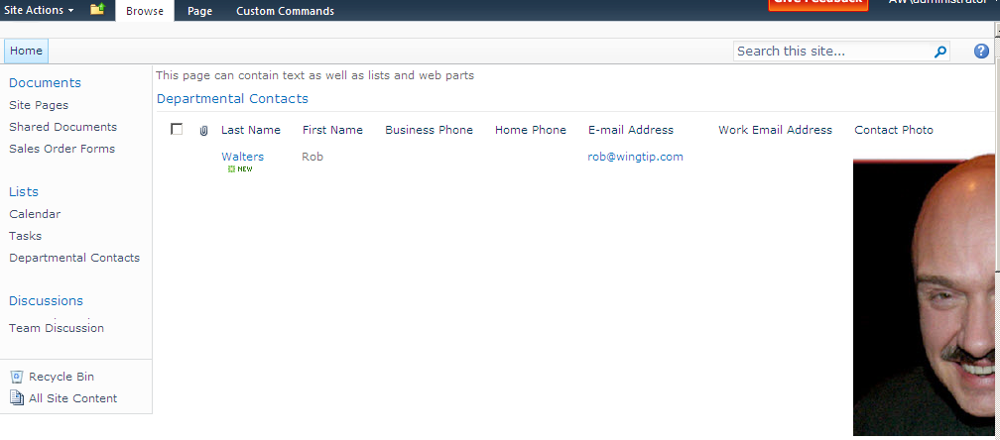 Site Actions Browse Page Custom Commands Give Feedback AW\administrator
Home Search this site...
Documents
Site Pages
Shared Documents
Sales Order Forms
Lists
Calendar
Tasks
Departmental Contacts
Discussions
Team Discussion
Recycle Bin
All Site Content
This page can contain text as well as lists and web parts
Departmental Contacts
Last Name First Name Business Phone Home Phone E-mail Address Work Email Address Contact Photo
Walters Rob rob@wingtip.com
NEW